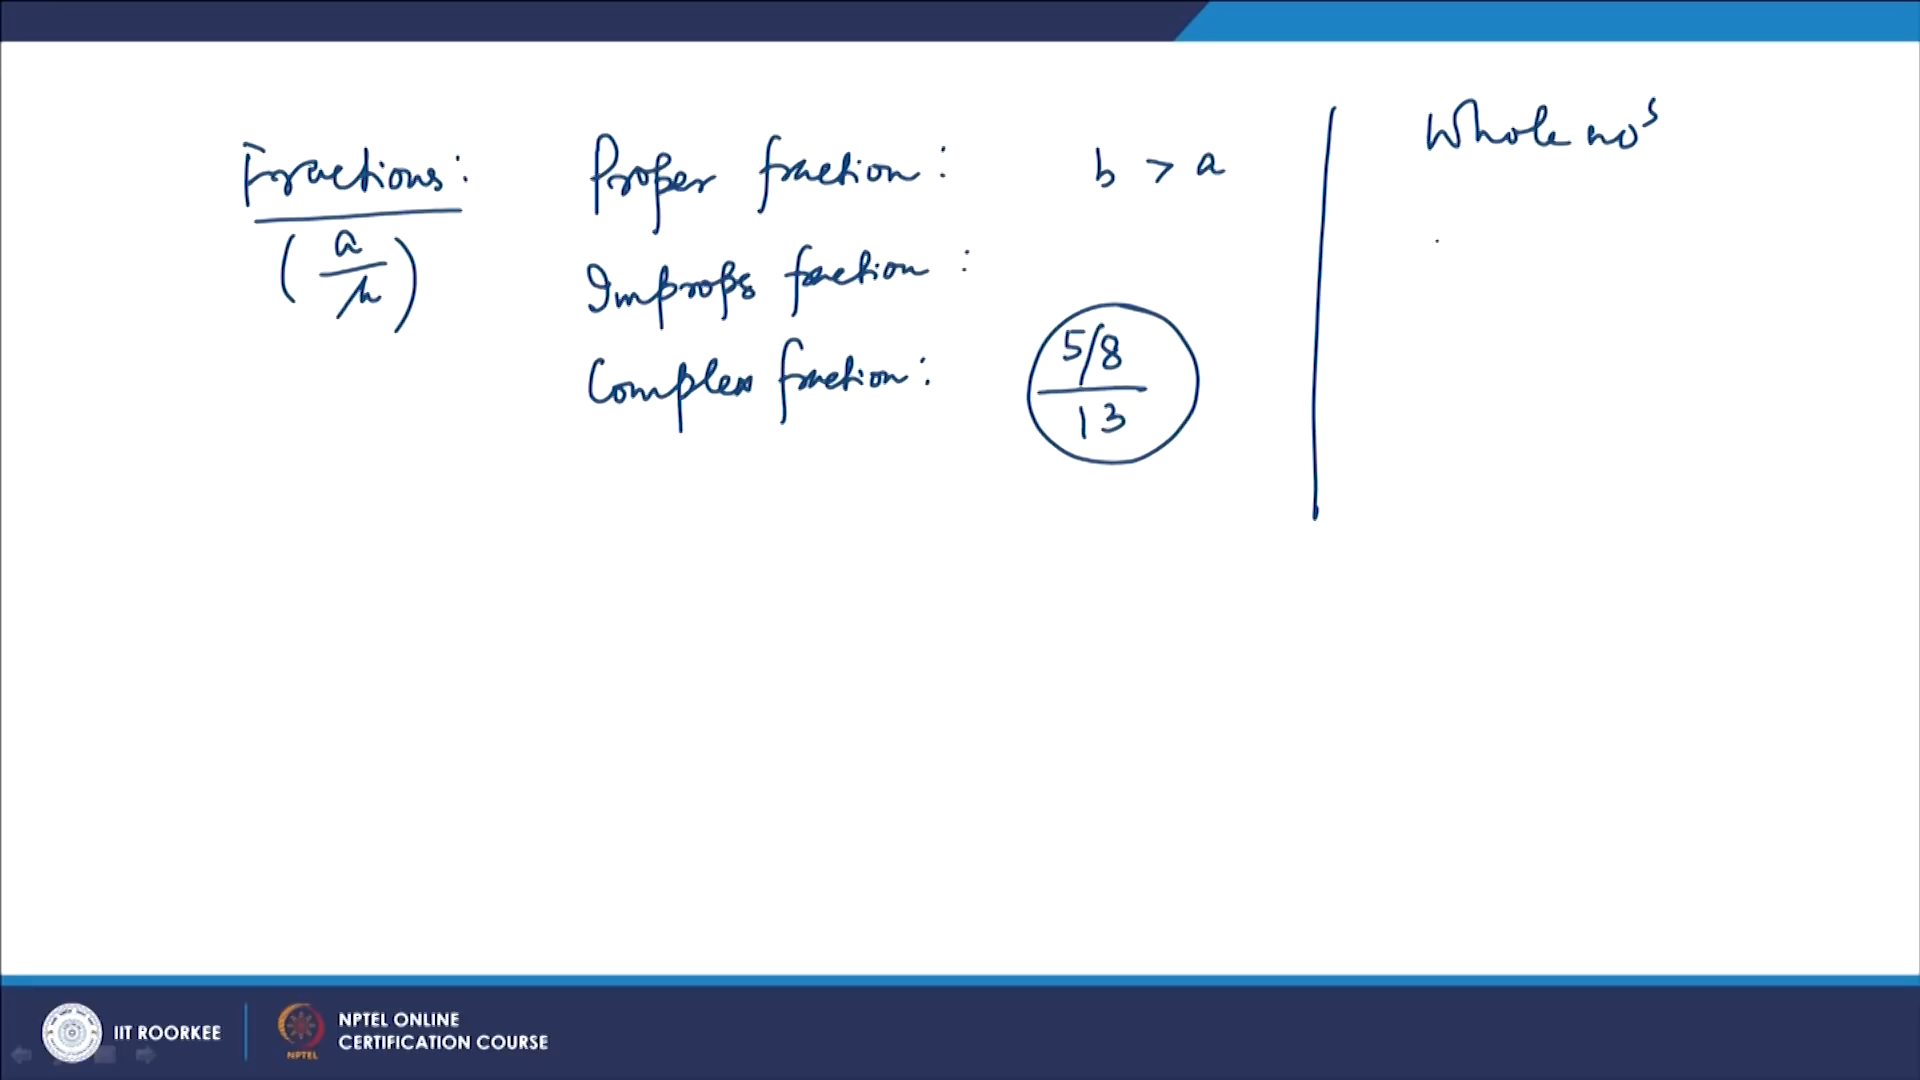 Fractions: Proper fraction: b > a
(a/b)
Improper fraction:
Complex fraction: 5/8
13
Whole no s
IIT ROORKEE
NPTEL
NPTEL ONLINE
CERTIFICATION COURSE